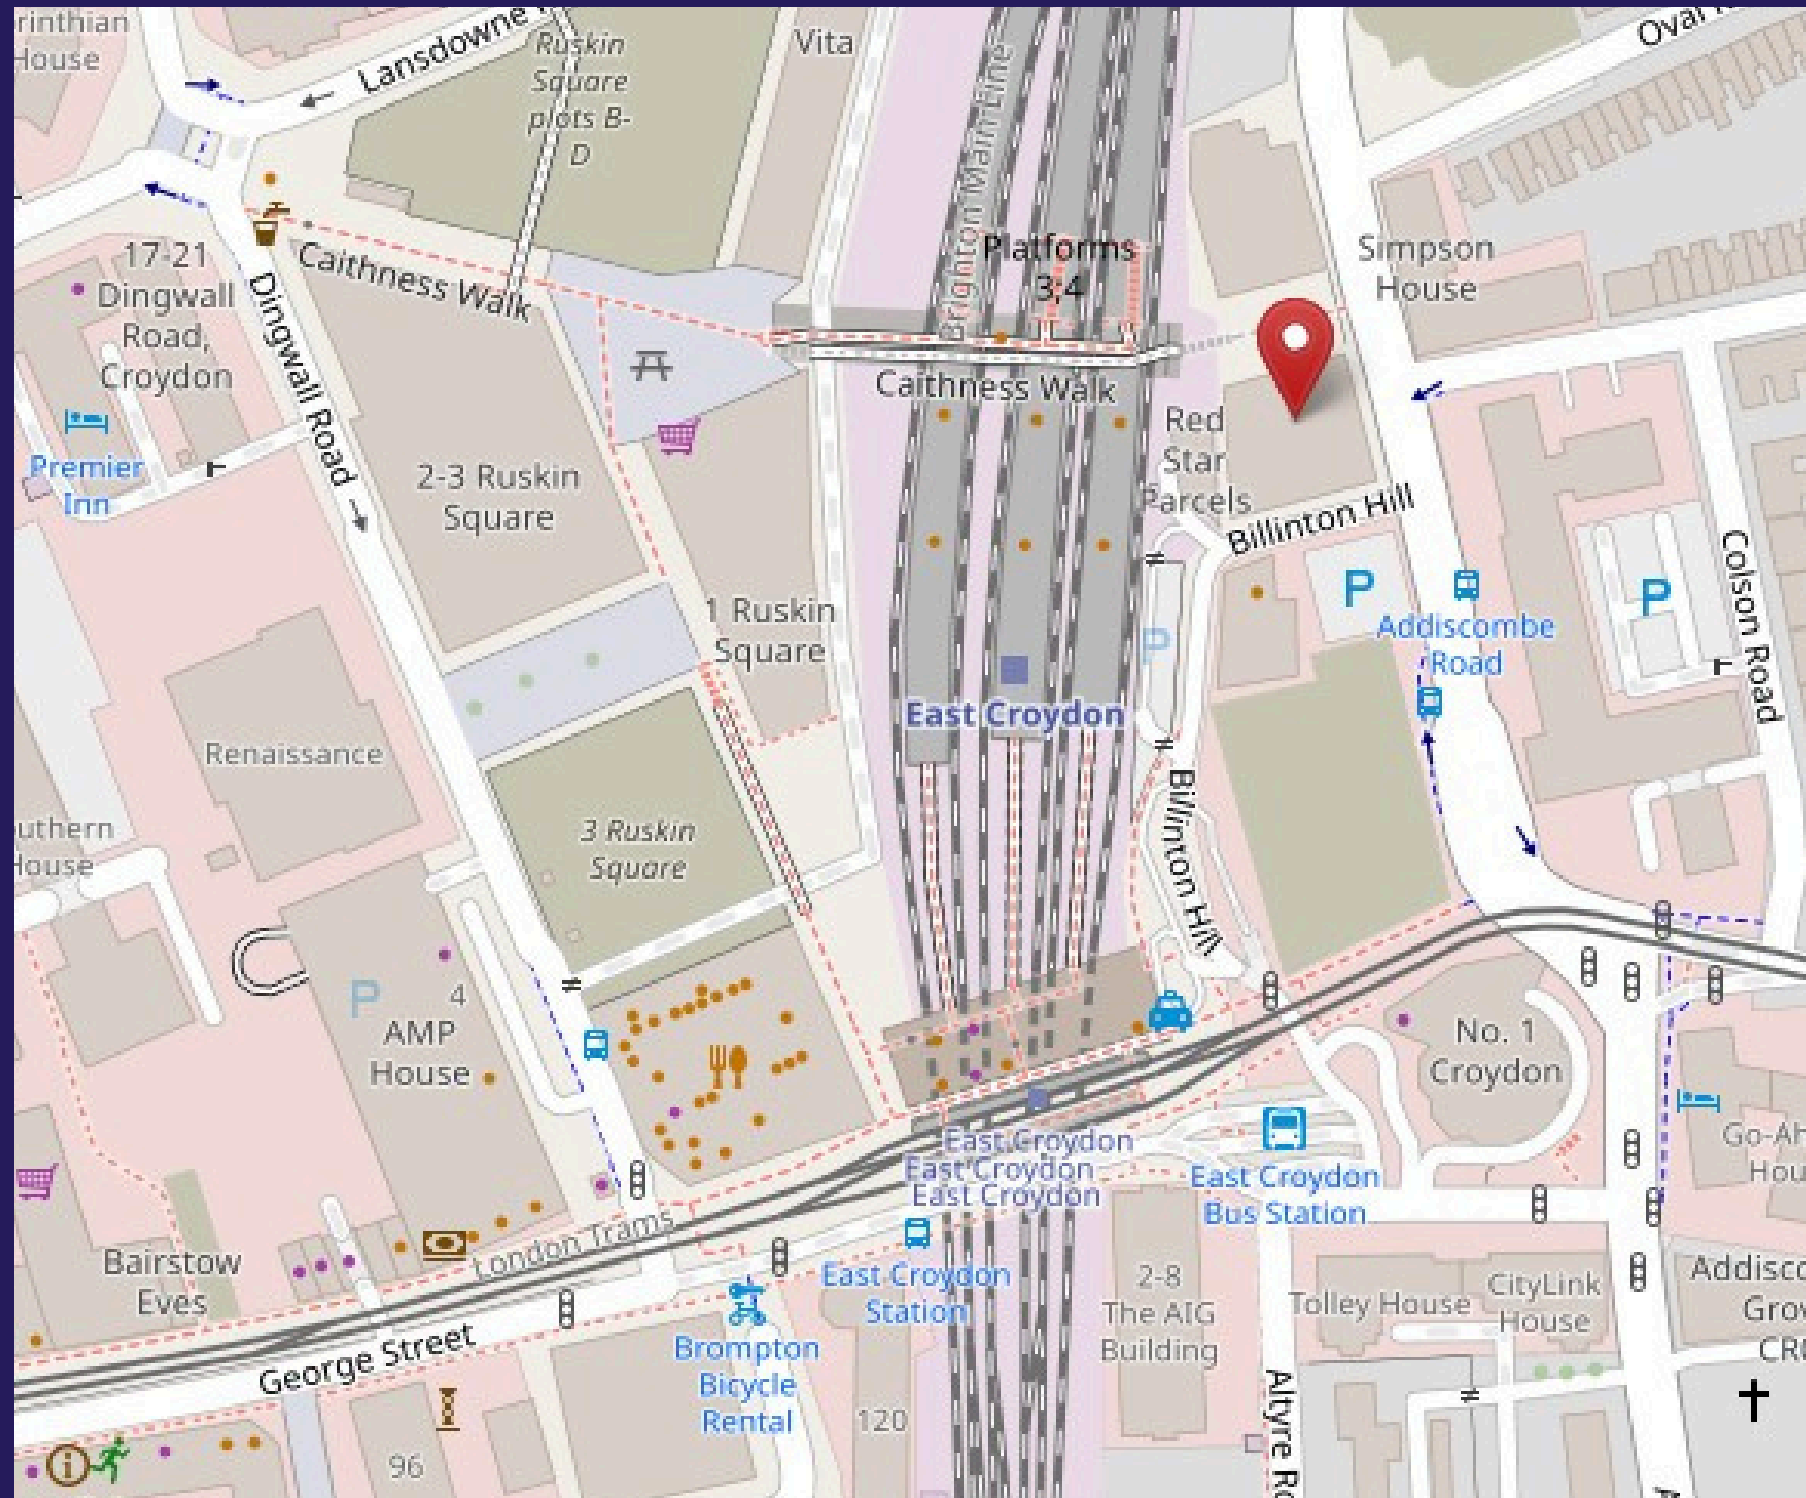 House
Lansdowne
Ruskin
Square
plots B-
D
Vita
Brighton Main Line
Platforms
3;4
Simpson
House
17-21
Dingwall
Road,
Croydon
Caithness Walk
Dingwall Road
Caithness Walk
Premier
Inn
2-3 Ruskin
Square
Red
Star
Parcels
Billinton Hill
P
P
Addiscombe
Road
Colson Road
1 Ruskin
Square
P
East Croydon
Renaissance
Billinton Hill
3 Ruskin
Square
House
P
4
AMP
House
No. 1
Croydon
East Croydon
East Croydon
East Croydon
East Croydon
Bus Station
London Trams
Bairstow
Eves
East Croydon
Station
2-8
The AIG
Building
Tolley House
CityLink
House
George Street
Brompton
Bicycle
Rental
120
Altyre
96